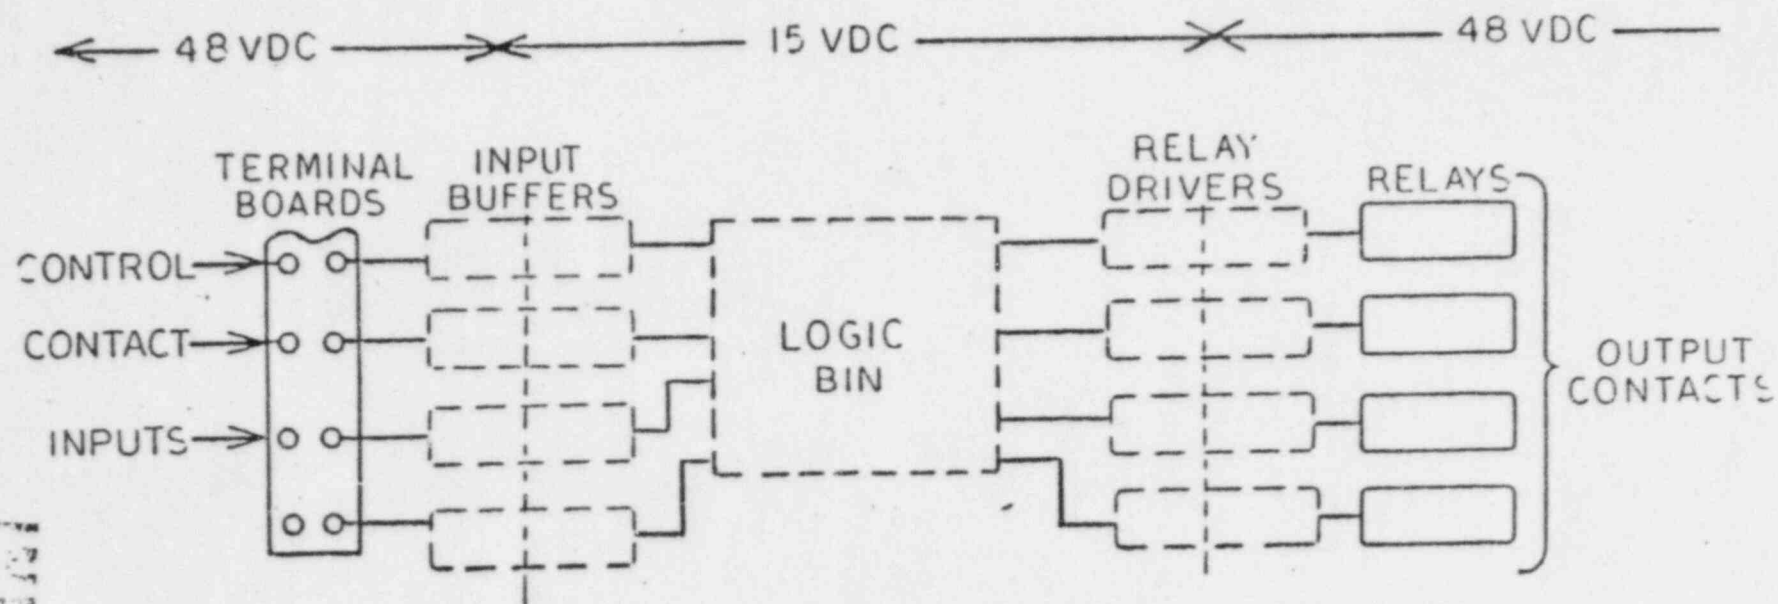 48 VDC
15 VDC
48 VDC
TERMINAL
BOARDS
INPUT
BUFFERS
RELAY
DRIVERS
RELAYS
CONTROL
CONTACT
INPUTS
LOGIC
BIN
OUTPUT
CONTACTS